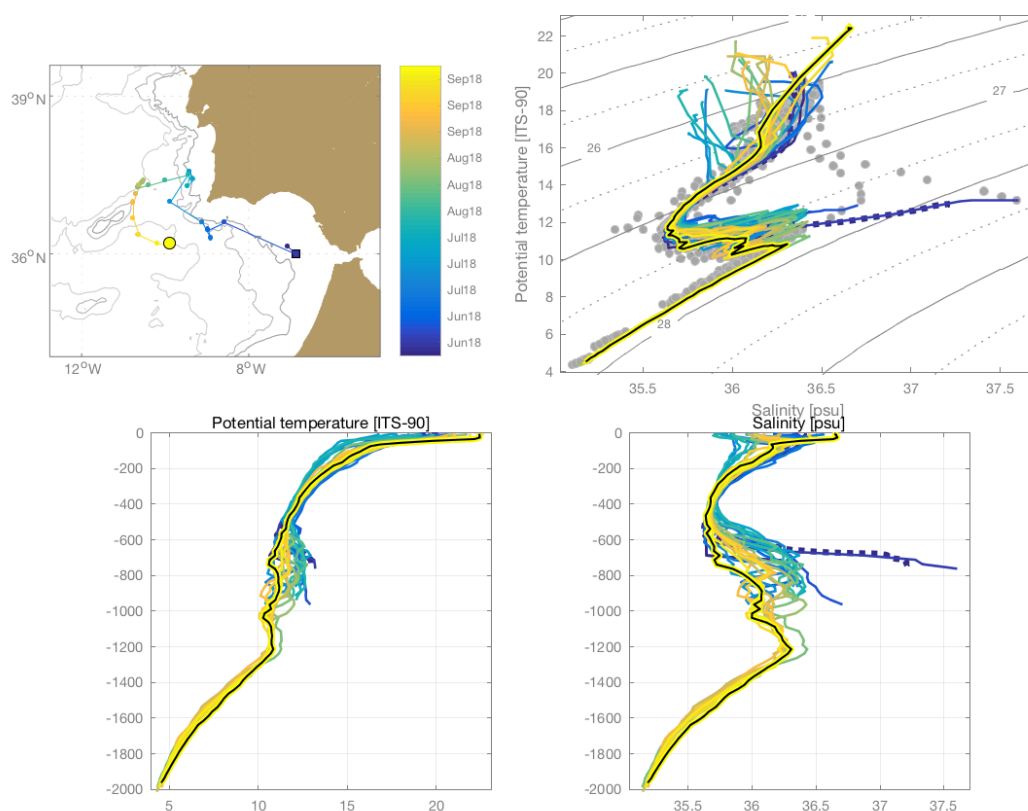 39°N
36°N
12°W
8°W
Sep18
Sep18
Sep18
Aug18
Aug18
Aug18
Jul18
Jul18
Jul18
Jun18
Jun18
Potential temperature [ITS-90]
22
20
18
16
14
12
10
8
6
4
26
27
28
35.5
36
36.5
37
37.5
Salinity [psu]
Potential temperature [ITS-90]
0
-200
-400
-600
-800
-1000
-1200
-1400
-1600
-1800
-2000
5
10
15
20
Salinity [psu]
0
-200
-400
-600
-800
-1000
-1200
-1400
-1600
-1800
-2000
35.5
36
36.5
37
37.5